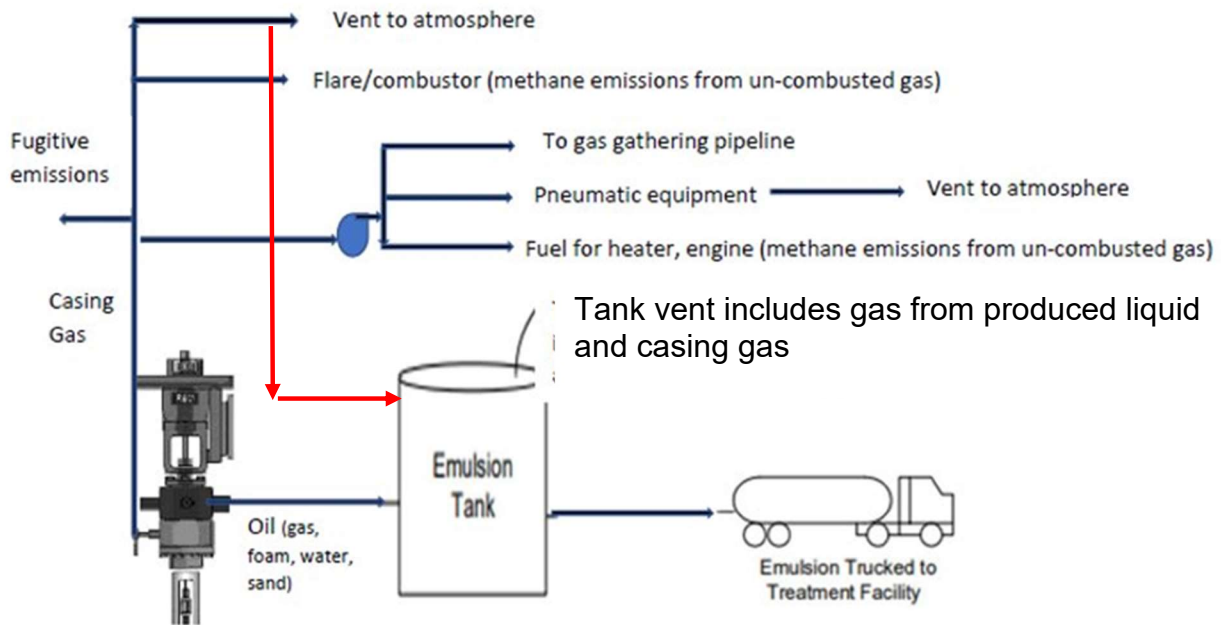 Vent to atmosphere
Flare/combustor (methane emissions from un-combusted gas)
Fugitive
emissions
To gas gathering pipeline
Pneumatic equipment
Vent to atmosphere
Fuel for heater, engine (methane emissions from un-combusted gas)
Casing
Gas
Tank vent includes gas from produced liquid
and casing gas
Emulsion
Tank
Oil (gas,
foam, water,
sand)
Emulsion Trucked to
Treatment Facility